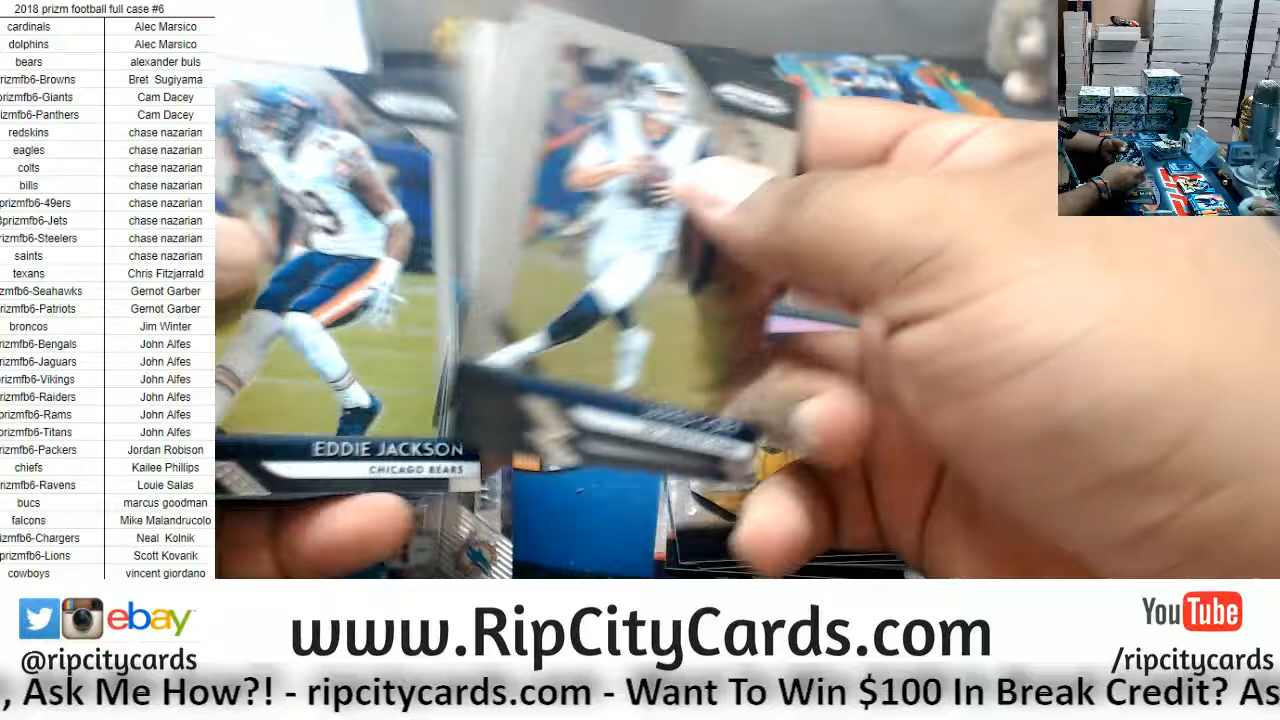 2018 prizm football full case #6
cardinals Alec Marsico
dolphins Alec Marsico
bears alexander buls
rizmfb6-Browns Bret Sugiyama
prizmfb6-Giants Cam Dacey
izmfb6-Panthers Cam Dacey
redskins chase nazarian
eagles chase nazarian
colts chase nazarian
bills chase nazarian
prizmfb6-49ers chase nazarian
prizmfb6-Jets chase nazarian
rizmfb6-Steelers chase nazarian
saints chase nazarian
texans Chris Fitzjarrald
zmfb6-Seahawks Gernot Garber
izmfb6-Patriots Gernot Garber
broncos Jim Winter
rizmfb6-Bengals John Alfes
izmfb6-Jaguars John Alfes
rizmfb6-Vikings John Alfes
rizmfb6-Raiders John Alfes
prizmfb6-Rams John Alfes
prizmfb6-Titans John Alfes
rizmfb6-Packers Jordan Robison
chiefs Kailee Phillips
rizmfb6-Ravens Louie Salas
bucs marcus goodman
falcons Mike Malandrucolo
izmfb6-Chargers Neal Kolnik
prizmfb6-Lions Scott Kovarik
cowboys vincent giordano
EDDIE JACKSON
CHICAGO BEARS
ebay
@ripcitycards
www.RipCityCards.com
YouTube
/ripcitycards
, Ask Me How?! - ripcitycards.com - Want To Win $100 In Break Credit? As